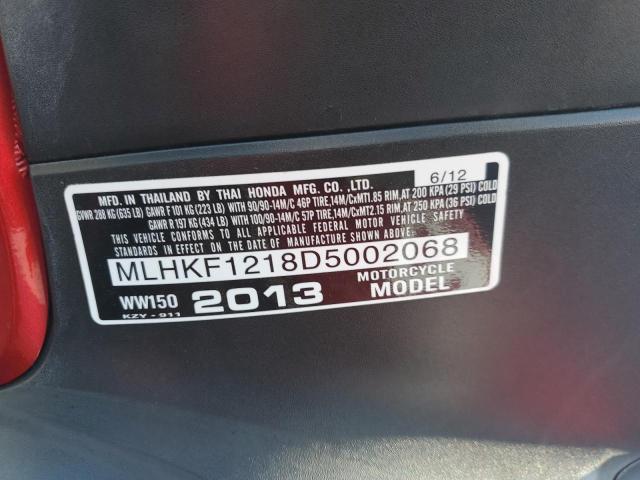 MFD. IN THAILAND BY THAI HONDA MFG. CO.,LTD. 6/12
GVWR 288 KG (635 LB) GAWR F 101 KG (223 LB) WITH 90/90-14M/C 46P TIRE,14M/CxMT1.85 RIM,AT 200 KPA (29 PSI) COLD
GAWR R 197 KG (434 LB) WITH 100/90-14M/C 57P TIRE,14M/CxMT2.15 RIM,AT 250 KPA (36 PSI) COLD
THIS VEHICLE CONFORMS TO ALL APPLICABLE FEDERAL MOTOR VEHICLE SAFETY
STANDARDS IN EFFECT ON THE DATE OF MANUFACTURE SHOWN ABOVE.
MLHKF1218D5002068
WW150 2013 MOTORCYCLE MODEL
KZY - 911